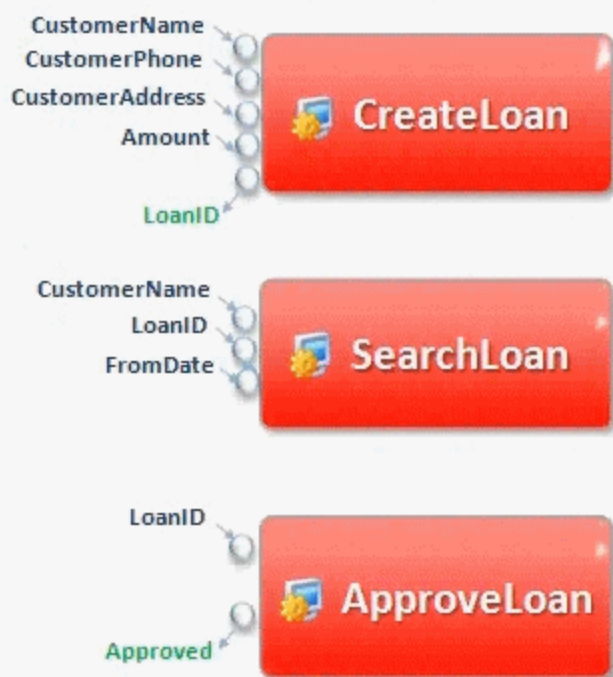 CustomerName
CustomerPhone
CustomerAddress
Amount
LoanID
CreateLoan
CustomerName
LoanID
FromDate
SearchLoan
LoanID
Approved
ApproveLoan